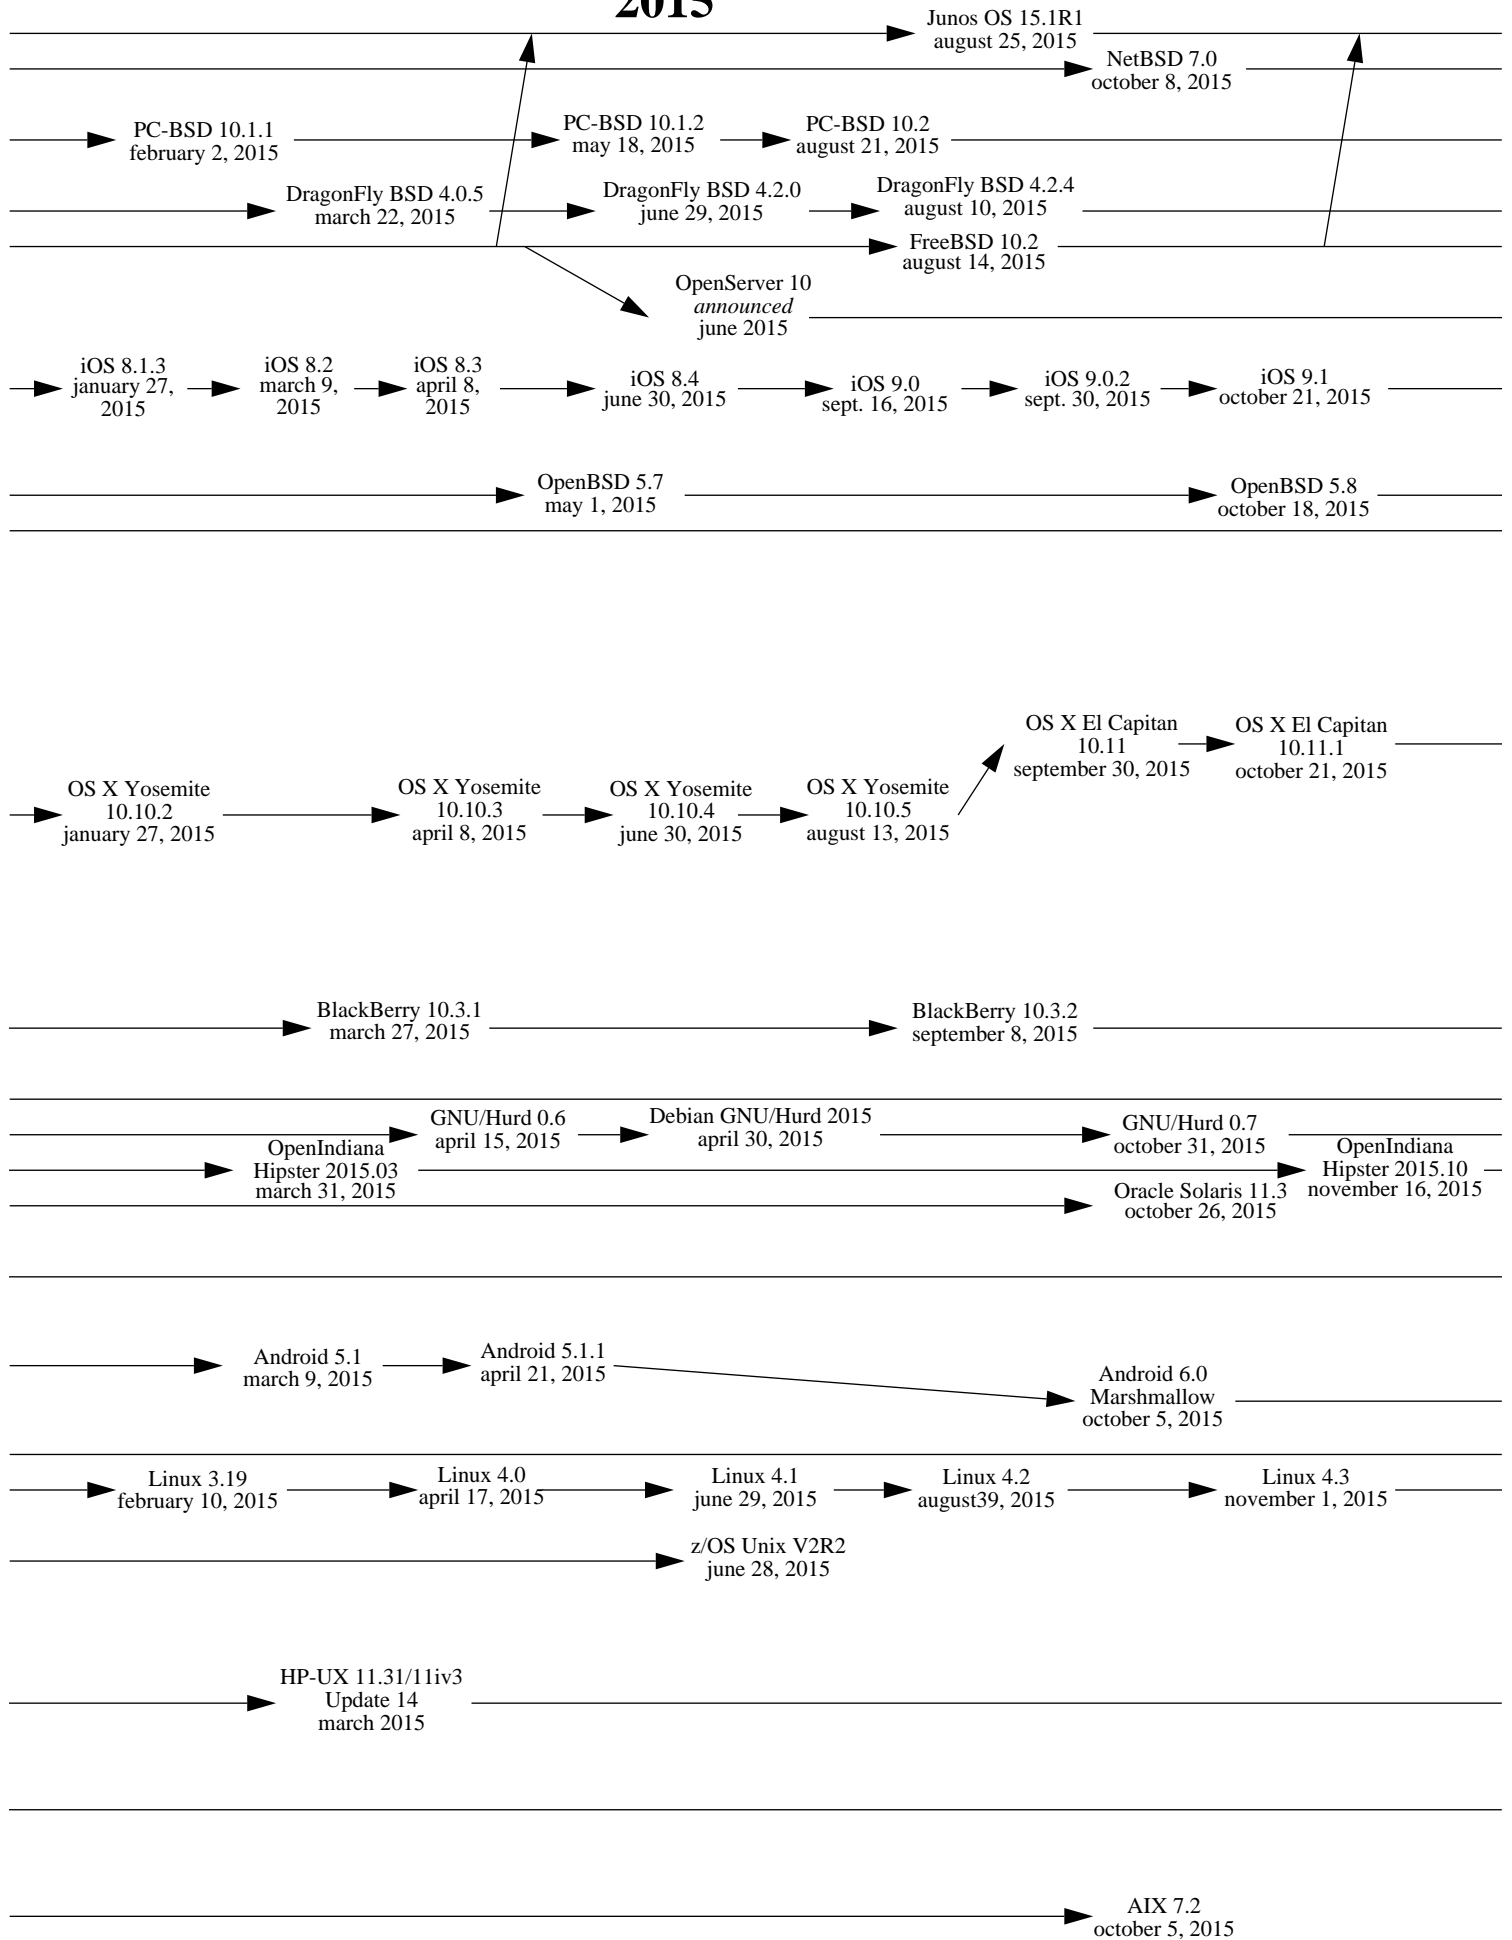 2015
Junos OS 15.1R1
august 25, 2015
NetBSD 7.0
october 8, 2015
PC-BSD 10.1.1
february 2, 2015
PC-BSD 10.1.2
may 18, 2015
PC-BSD 10.2
august 21, 2015
DragonFly BSD 4.0.5
march 22, 2015
DragonFly BSD 4.2.0
june 29, 2015
DragonFly BSD 4.2.4
august 10, 2015
FreeBSD 10.2
august 14, 2015
OpenServer 10
announced
june 2015
iOS 8.1.3
january 27,
2015
iOS 8.2
march 9,
2015
iOS 8.3
april 8,
2015
iOS 8.4
june 30, 2015
iOS 9.0
sept. 16, 2015
iOS 9.0.2
sept. 30, 2015
iOS 9.1
october 21, 2015
OpenBSD 5.7
may 1, 2015
OpenBSD 5.8
october 18, 2015
OS X El Capitan
10.11
september 30, 2015
OS X El Capitan
10.11.1
october 21, 2015
OS X Yosemite
10.10.2
january 27, 2015
OS X Yosemite
10.10.3
april 8, 2015
OS X Yosemite
10.10.4
june 30, 2015
OS X Yosemite
10.10.5
august 13, 2015
BlackBerry 10.3.1
march 27, 2015
BlackBerry 10.3.2
september 8, 2015
GNU/Hurd 0.6
april 15, 2015
Debian GNU/Hurd 2015
april 30, 2015
GNU/Hurd 0.7
october 31, 2015
OpenIndiana
Hipster 2015.03
march 31, 2015
OpenIndiana
Hipster 2015.10
november 16, 2015
Oracle Solaris 11.3
october 26, 2015
Android 5.1
march 9, 2015
Android 5.1.1
april 21, 2015
Android 6.0
Marshmallow
october 5, 2015
Linux 3.19
february 10, 2015
Linux 4.0
april 17, 2015
Linux 4.1
june 29, 2015
Linux 4.2
august39, 2015
Linux 4.3
november 1, 2015
z/OS Unix V2R2
june 28, 2015
HP-UX 11.31/11iv3
Update 14
march 2015
AIX 7.2
october 5, 2015